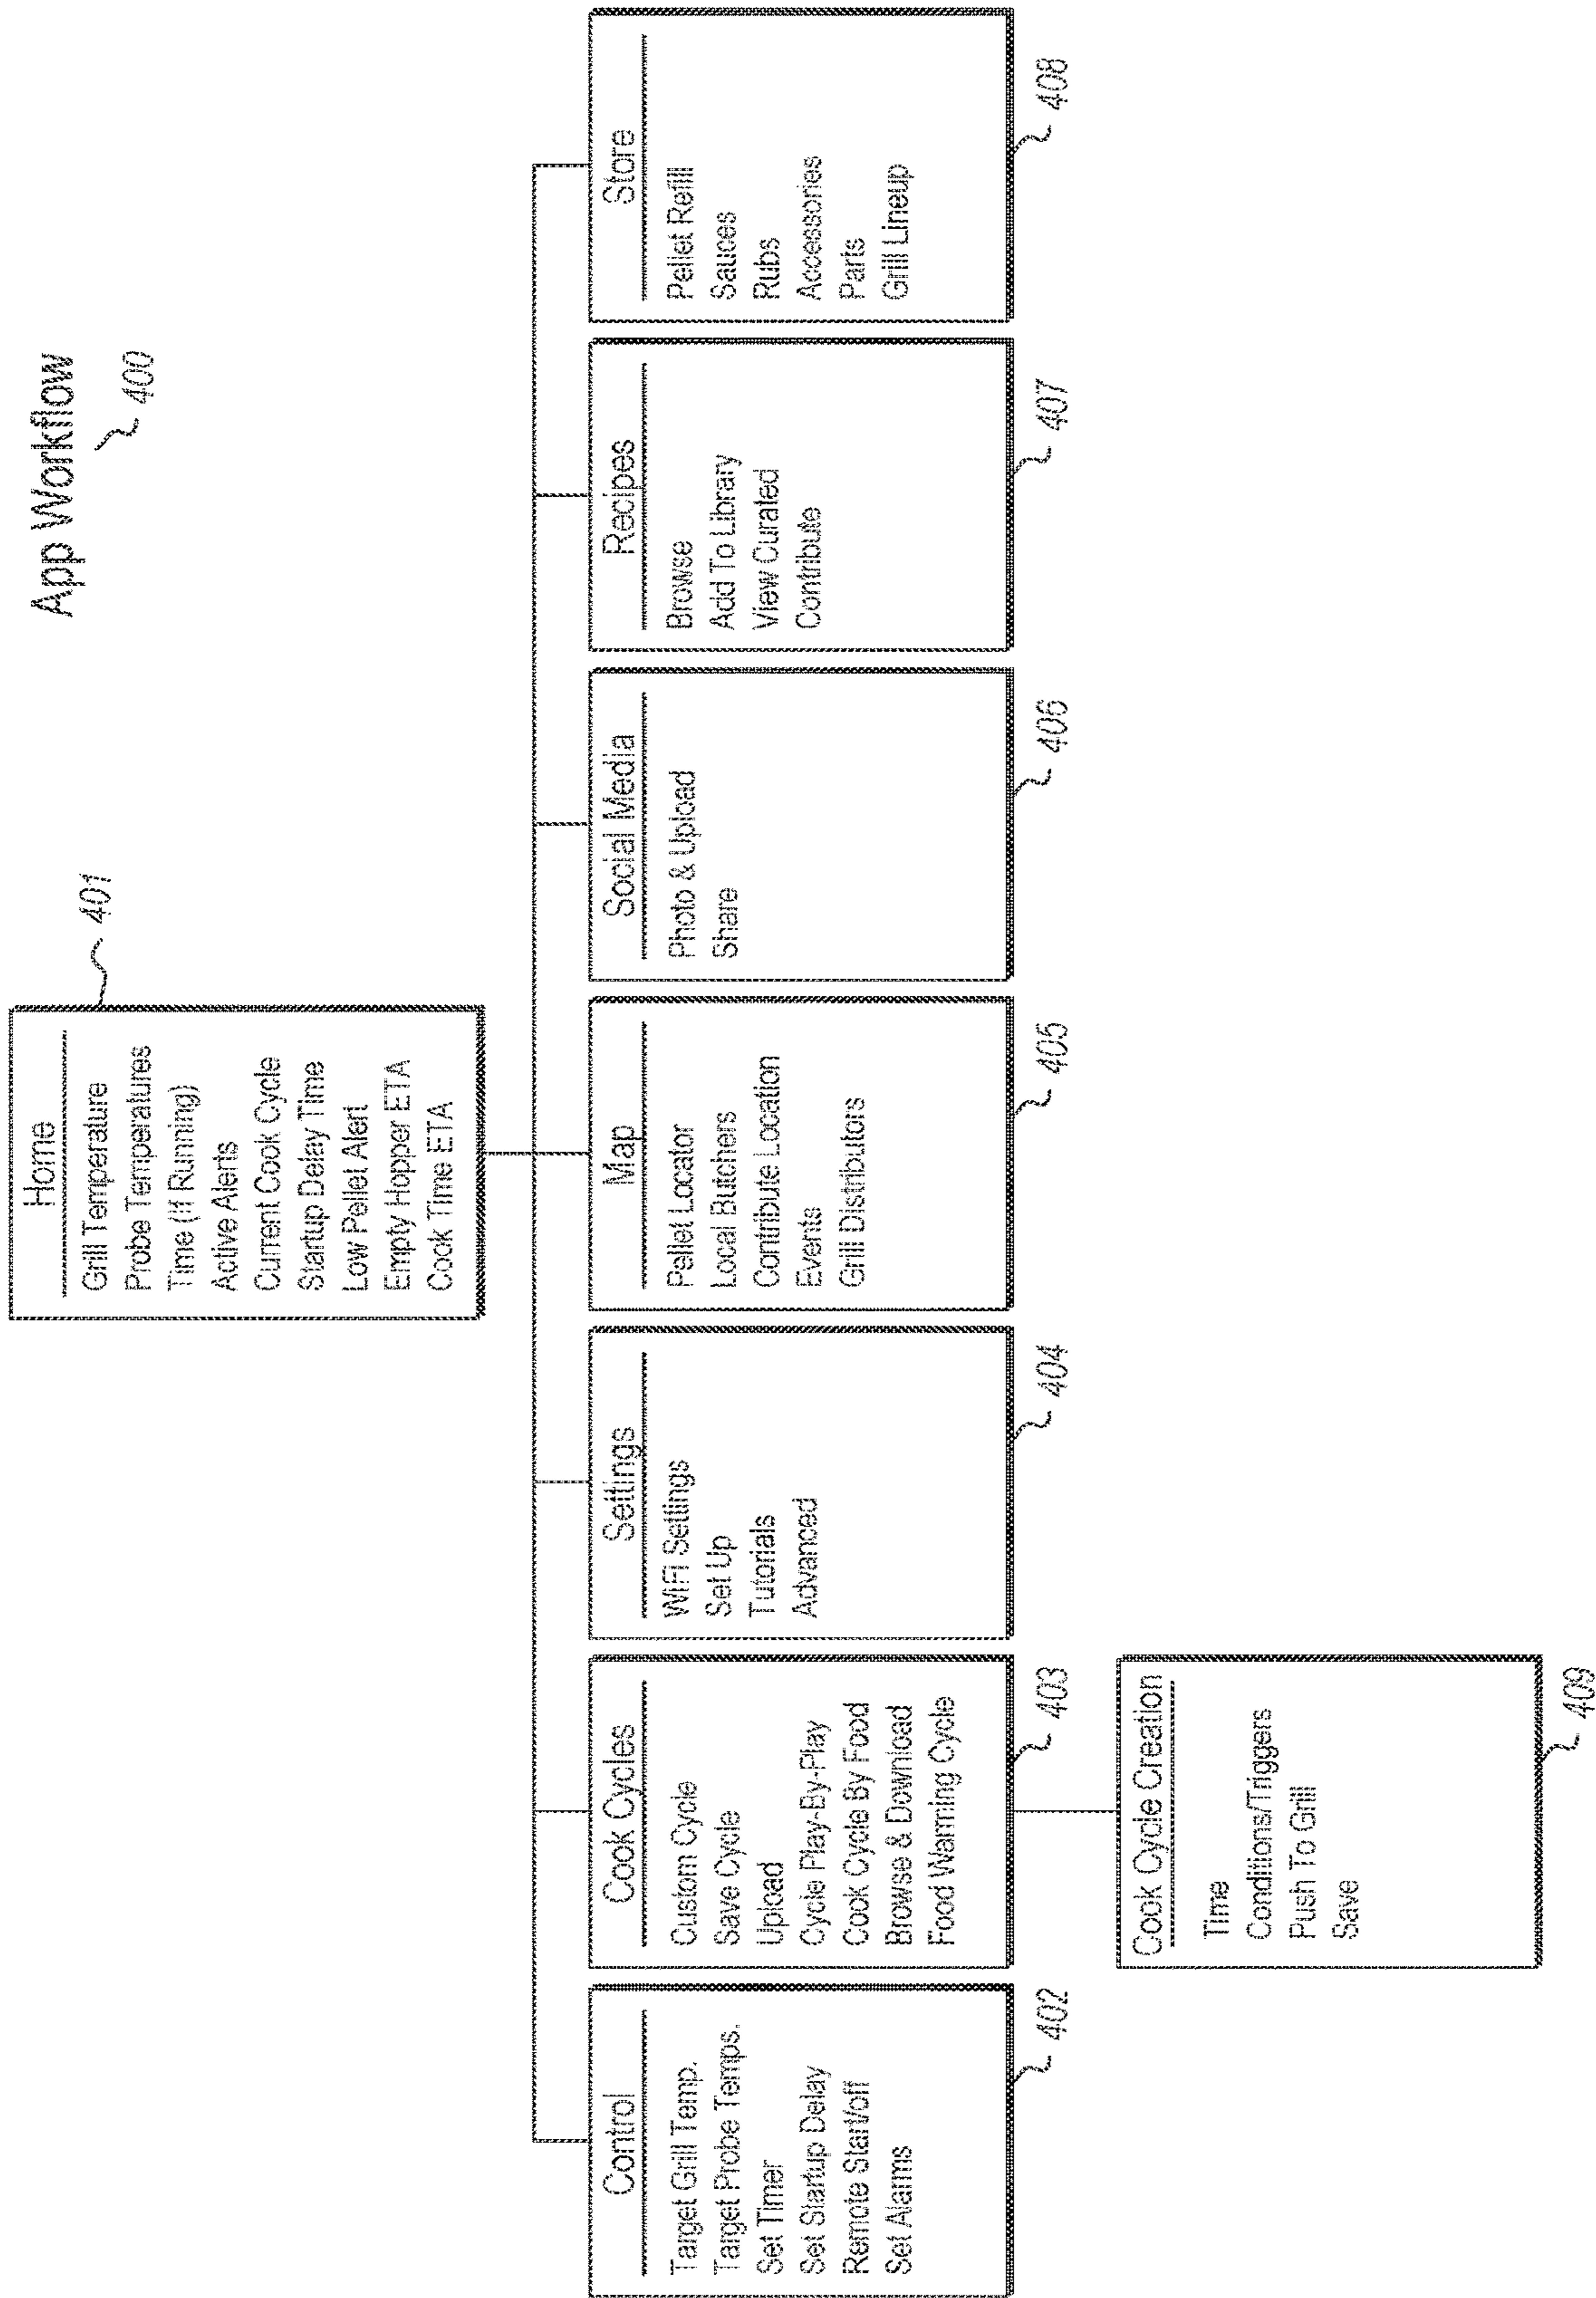 App Workflow
400
Home
Grill Temperature
Probe Temperatures
Time (If Running)
Active Alerts
Current Cook Cycle
Startup Delay Time
Low Pellet Alert
Empty Hopper ETA
Cook Time ETA
401
Control
Target Grill Temp.
Target Probe Temps.
Set Timer
Set Startup Delay
Remote Start/off
Set Alarms
402
Cook Cycles
Custom Cycle
Save Cycle
Upload
Cycle Play-By-Play
Cook Cycle By Food
Browse & Download
Food Warming Cycle
403
Settings
WiFi Settings
Set Up
Tutorials
Advanced
404
Map
Pellet Locator
Local Butchers
Contribute Location
Events
Grill Distributors
405
Social Media
Photo & Upload
Share
406
Recipes
Browse
Add To Library
View Curated
Contribute
407
Store
Pellet Refill
Sauces
Rubs
Accessories
Parts
Grill Lineup
408
Cook Cycle Creation
Time
Conditions/Triggers
Push To Grill
Save
409